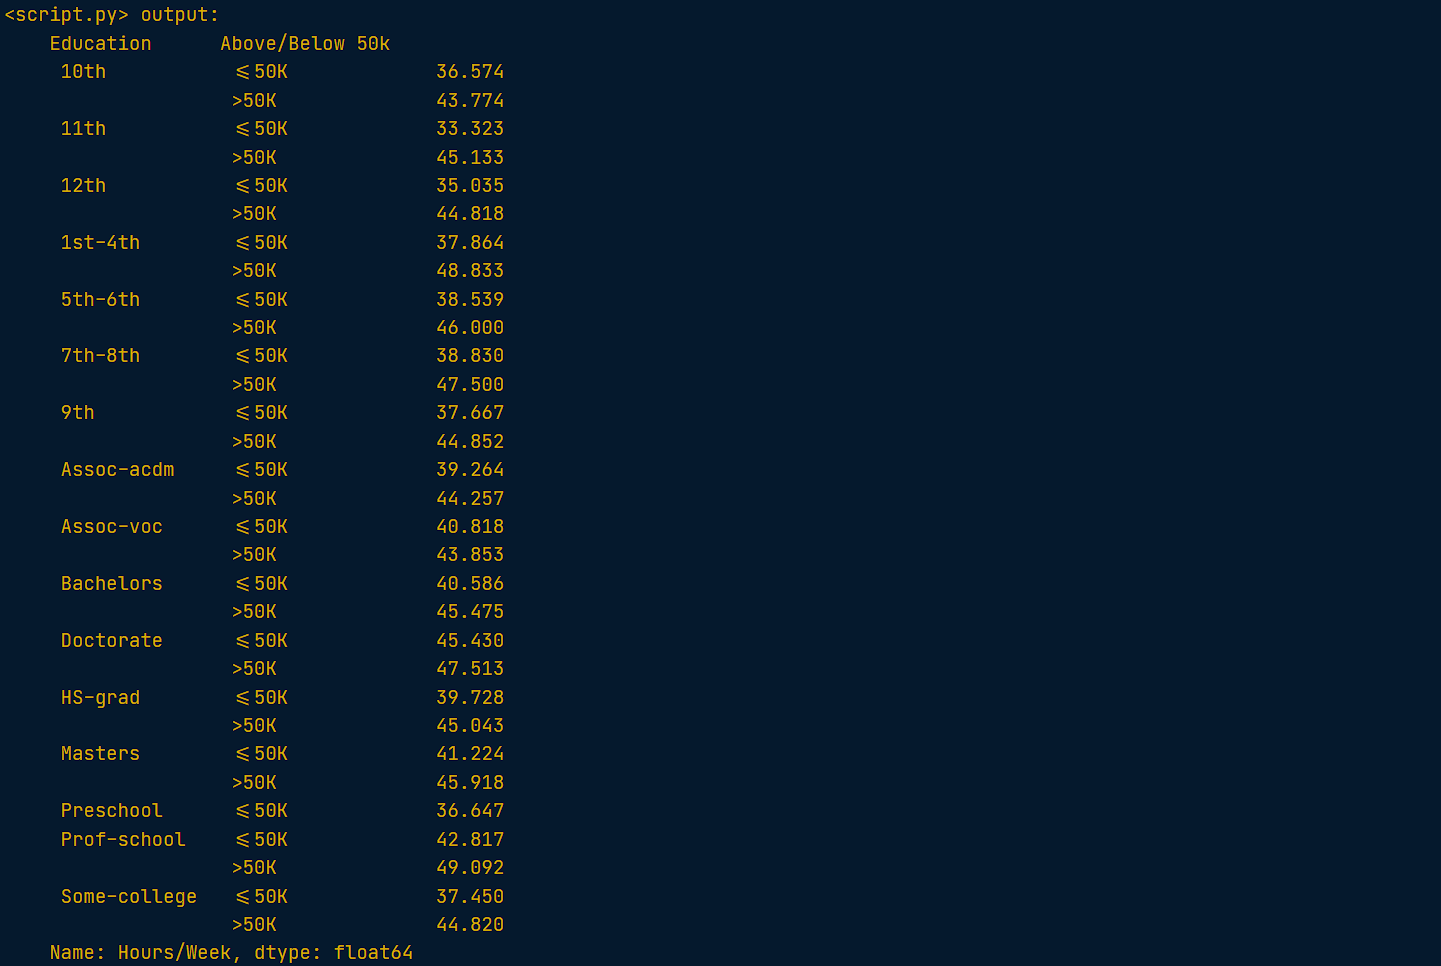 <script.py> output:
Education Above/Below 50k
10th <=50K 36.574
>50K 43.774
11th <=50K 33.323
>50K 45.133
12th <=50K 35.035
>50K 44.818
1st-4th <=50K 37.864
>50K 48.833
5th-6th <=50K 38.539
>50K 46.000
7th-8th <=50K 38.830
>50K 47.500
9th <=50K 37.667
>50K 44.852
Assoc-acdm <=50K 39.264
>50K 44.257
Assoc-voc <=50K 40.818
>50K 43.853
Bachelors <=50K 40.586
>50K 45.475
Doctorate <=50K 45.430
>50K 47.513
HS-grad <=50K 39.728
>50K 45.043
Masters <=50K 41.224
>50K 45.918
Preschool <=50K 36.647
Prof-school <=50K 42.817
>50K 49.092
Some-college <=50K 37.450
>50K 44.820
Name: Hours/Week, dtype: float64